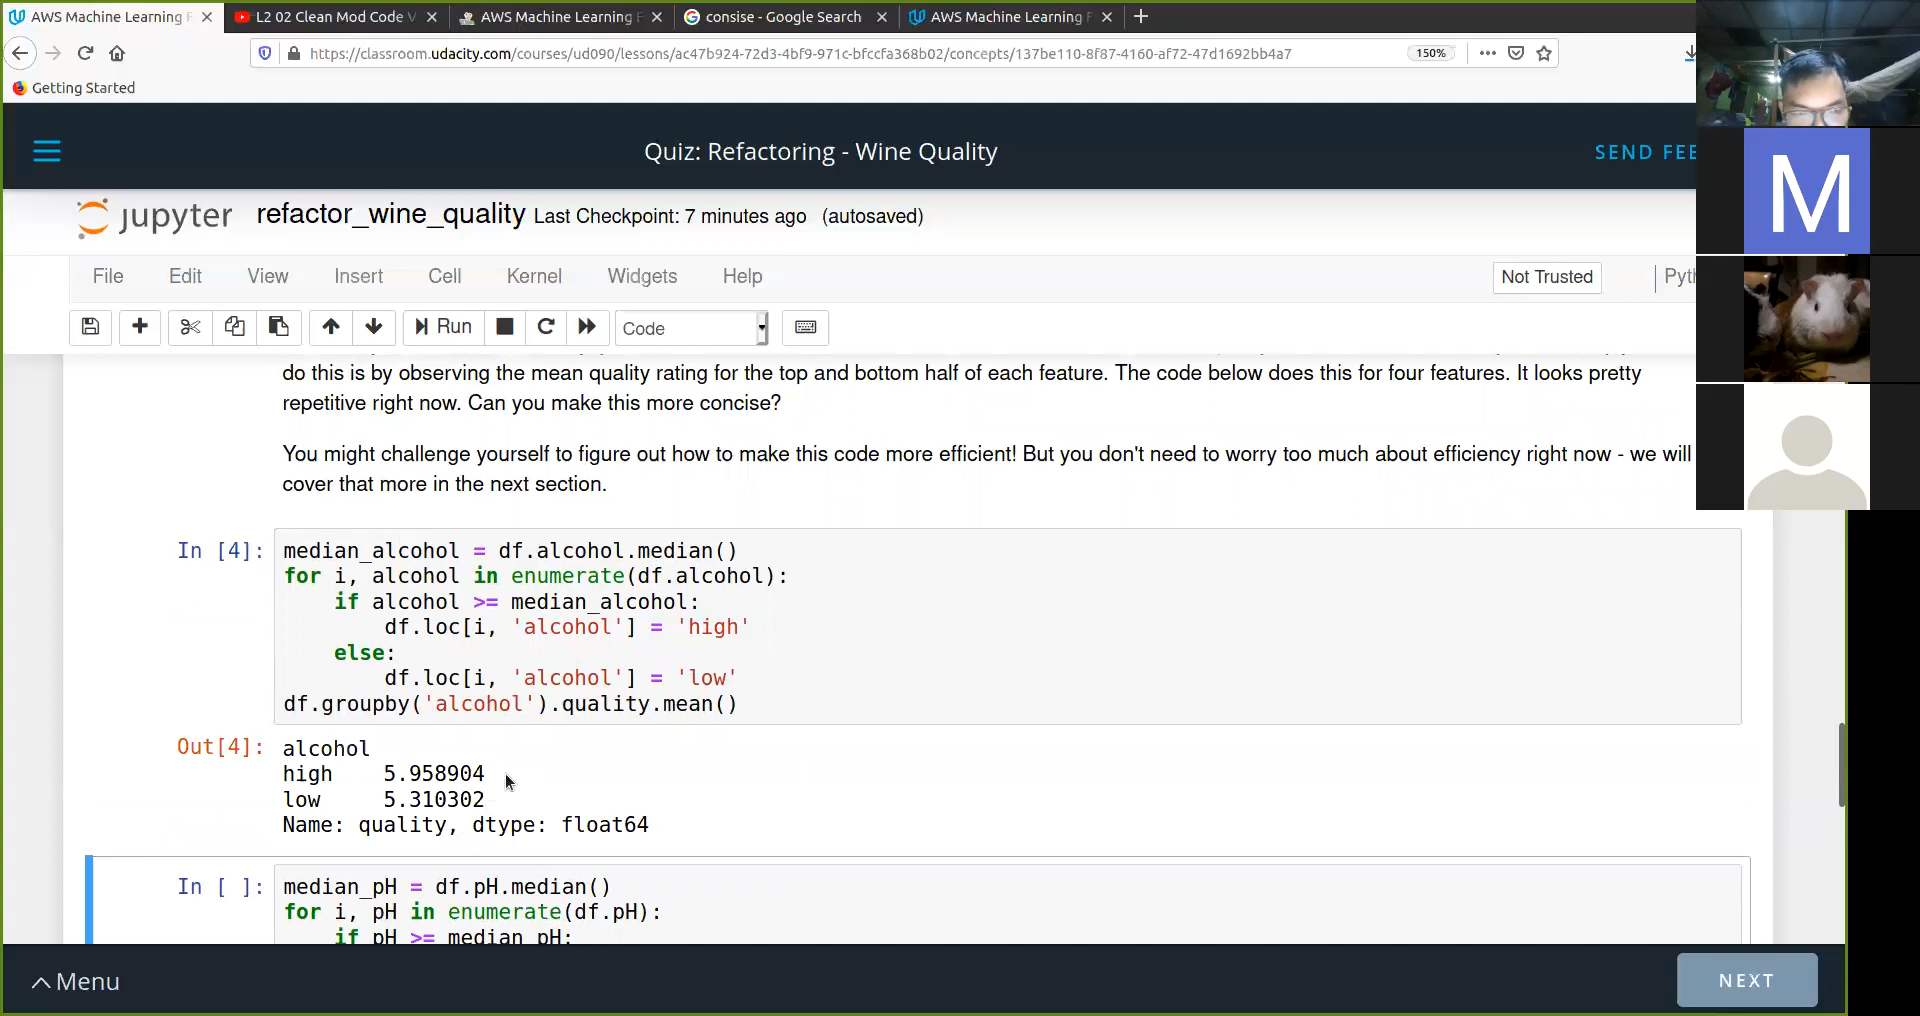 AWS Machine Learning F
L2 02 Clean Mod Code V
AWS Machine Learning F
consise - Google Search
AWS Machine Learning F
https://classroom.udacity.com/courses/ud090/lessons/ac47b924-72d3-4bf9-971c-bfccfa368b02/concepts/137be110-8f87-4160-af72-47d1692bb4a7
150%
Getting Started
Quiz: Refactoring - Wine Quality
SEND FEE
jupyter refactor_wine_quality Last Checkpoint: 7 minutes ago (autosaved)
File Edit View Insert Cell Kernel Widgets Help
Not Trusted
Pyth
Run
Code
M
do this is by observing the mean quality rating for the top and bottom half of each feature. The code below does this for four features. It looks pretty
repetitive right now. Can you make this more concise?
You might challenge yourself to figure out how to make this code more efficient! But you don't need to worry too much about efficiency right now - we will
cover that more in the next section.
In [4]:
median_alcohol = df.alcohol.median()
for i, alcohol in enumerate(df.alcohol):
    if alcohol >= median_alcohol:
        df.loc[i, 'alcohol'] = 'high'
    else:
        df.loc[i, 'alcohol'] = 'low'
df.groupby('alcohol').quality.mean()
Out[4]:
alcohol
high    5.958904
low     5.310302
Name: quality, dtype: float64
In [ ]:
median_pH = df.pH.median()
for i, pH in enumerate(df.pH):
    if pH >= median_pH:
Menu
NEXT